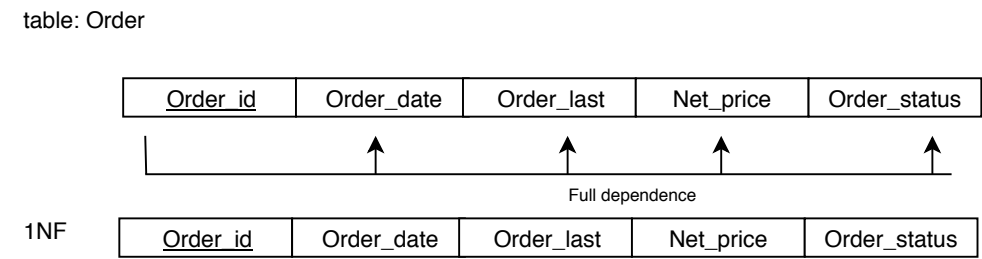 table: Order
Order_id Order_date Order_last Net_price Order_status
Full dependence
1NF Order_id Order_date Order_last Net_price Order_status